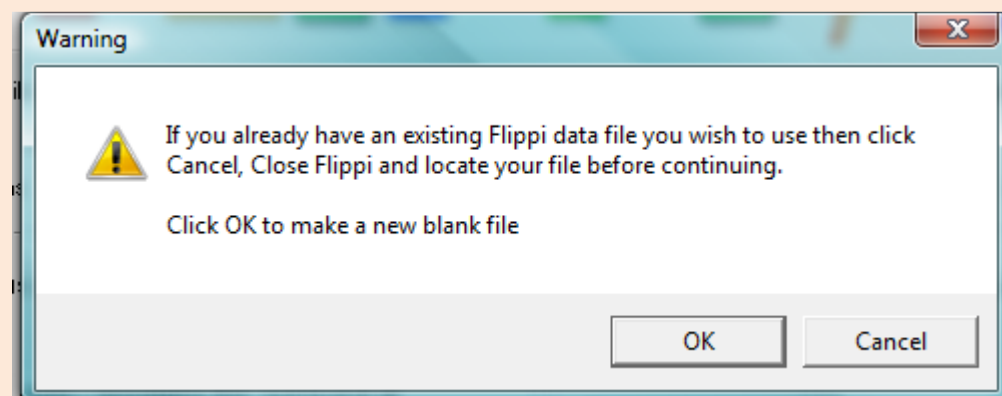 Warning
If you already have an existing Flippi data file you wish to use then click
Cancel, Close Flippi and locate your file before continuing.
Click OK to make a new blank file
OK
Cancel